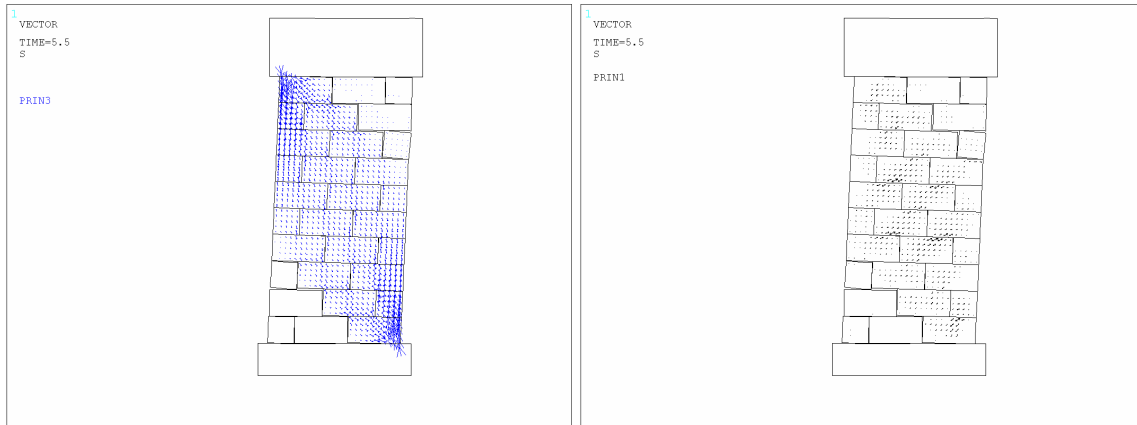 1
VECTOR
TIME=5.5
S
PRIN3
1
VECTOR
TIME=5.5
S
PRIN1